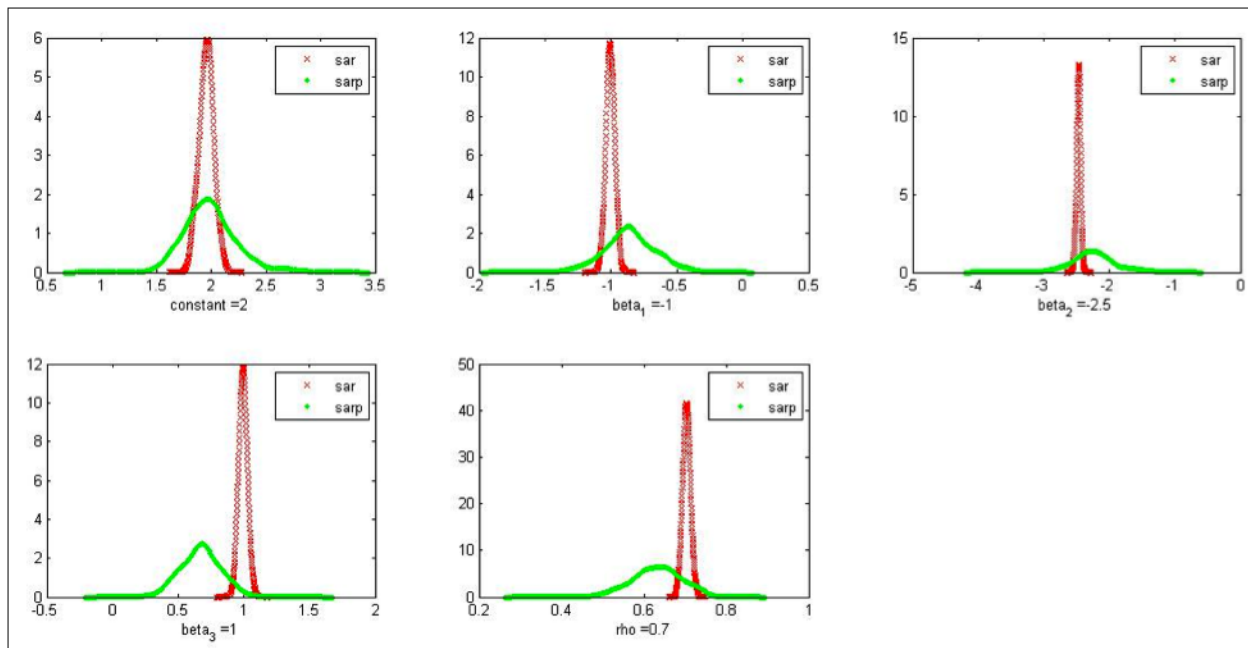 6
5
4
3
2
1
0
0.5 1 1.5 2 2.5 3 3.5
constant =2
sar
sarp
12
10
8
6
4
2
0
-2 -1.5 -1 -0.5 0 0.5
beta1 =-1
sar
sarp
15
10
5
0
-5 -4 -3 -2 -1 0
beta2 =-2.5
sar
sarp
12
10
8
6
4
2
0
-0.5 0 0.5 1 1.5 2
beta3 =1
sar
sarp
50
40
30
20
10
0
0.2 0.4 0.6 0.8 1
rho =0.7
sar
sarp